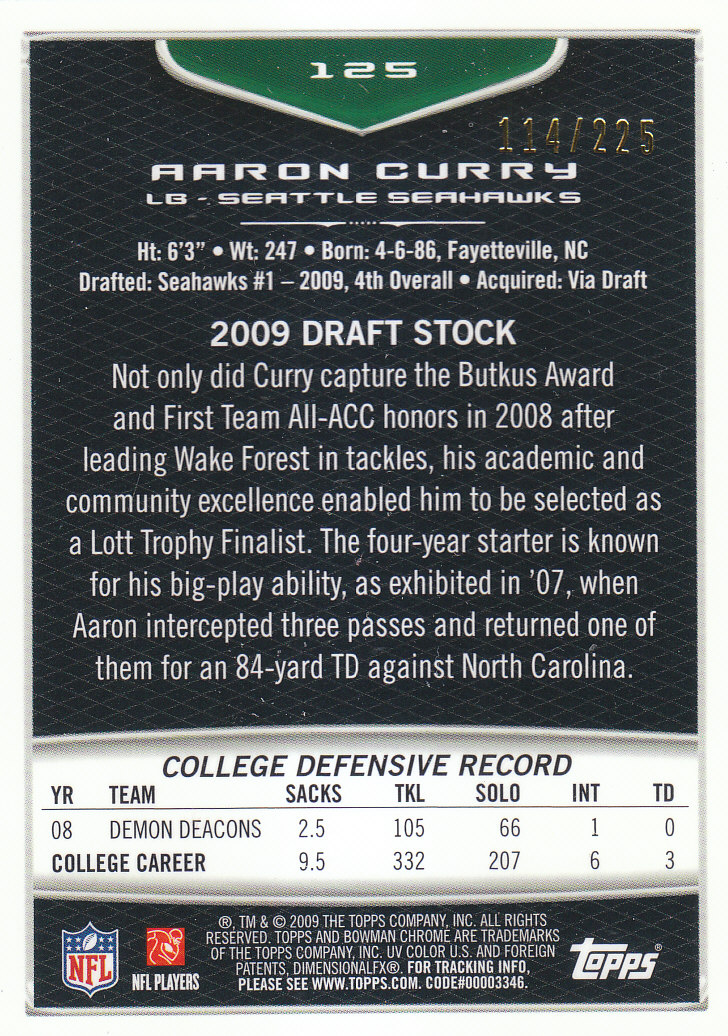 125
114/225
AARON CURRY
LB - SEATTLE SEAHAWKS
Ht: 6'3" • Wt: 247 • Born: 4-6-86, Fayetteville, NC
Drafted: Seahawks #1 – 2009, 4th Overall • Acquired: Via Draft
2009 DRAFT STOCK
Not only did Curry capture the Butkus Award
and First Team All-ACC honors in 2008 after
leading Wake Forest in tackles, his academic and
community excellence enabled him to be selected as
a Lott Trophy Finalist. The four-year starter is known
for his big-play ability, as exhibited in '07, when
Aaron intercepted three passes and returned one of
them for an 84-yard TD against North Carolina.
COLLEGE DEFENSIVE RECORD
YR TEAM SACKS TKL SOLO INT TD
08 DEMON DEACONS 2.5 105 66 1 0
COLLEGE CAREER 9.5 332 207 6 3
®, TM & © 2009 THE TOPPS COMPANY, INC. ALL RIGHTS
RESERVED. TOPPS AND BOWMAN CHROME ARE TRADEMARKS
OF THE TOPPS COMPANY, INC. UV COLOR U.S. AND FOREIGN
PATENTS, DIMENSIONALFX®. FOR TRACKING INFO,
PLEASE SEE WWW.TOPPS.COM. CODE#00003346.
NFL
NFL PLAYERS
Topps®